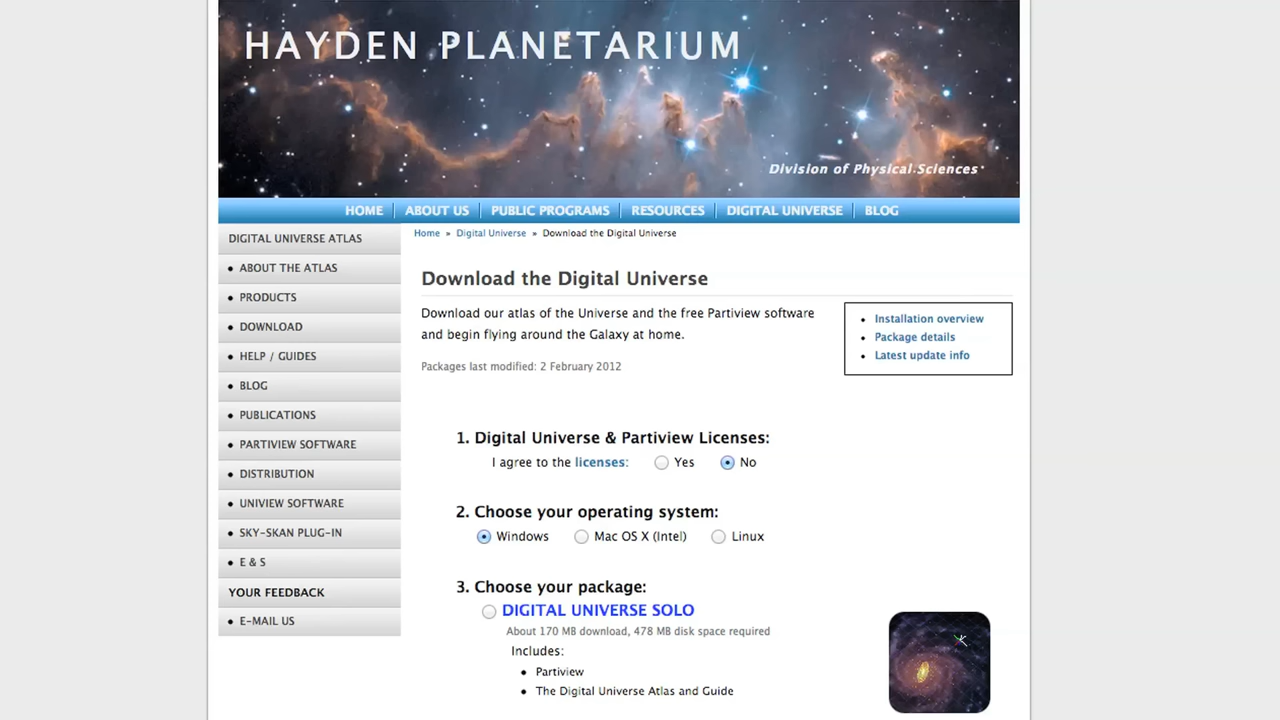 HAYDEN PLANETARIUM
Division of Physical Sciences
HOME
ABOUT US
PUBLIC PROGRAMS
RESOURCES
DIGITAL UNIVERSE
BLOG
DIGITAL UNIVERSE ATLAS
ABOUT THE ATLAS
PRODUCTS
DOWNLOAD
HELP / GUIDES
BLOG
PUBLICATIONS
PARTIVIEW SOFTWARE
DISTRIBUTION
UNIVIEW SOFTWARE
SKY-SKAN PLUG-IN
E & S
YOUR FEEDBACK
E-MAIL US
Home » Digital Universe » Download the Digital Universe
Download the Digital Universe
Download our atlas of the Universe and the free Partiview software
and begin flying around the Galaxy at home.
Packages last modified: 2 February 2012
Installation overview
Package details
Latest update info
1. Digital Universe & Partiview Licenses:
I agree to the licenses: Yes No
2. Choose your operating system:
Windows Mac OS X (Intel) Linux
3. Choose your package:
DIGITAL UNIVERSE SOLO
About 170 MB download, 478 MB disk space required
Includes:
Partiview
The Digital Universe Atlas and Guide